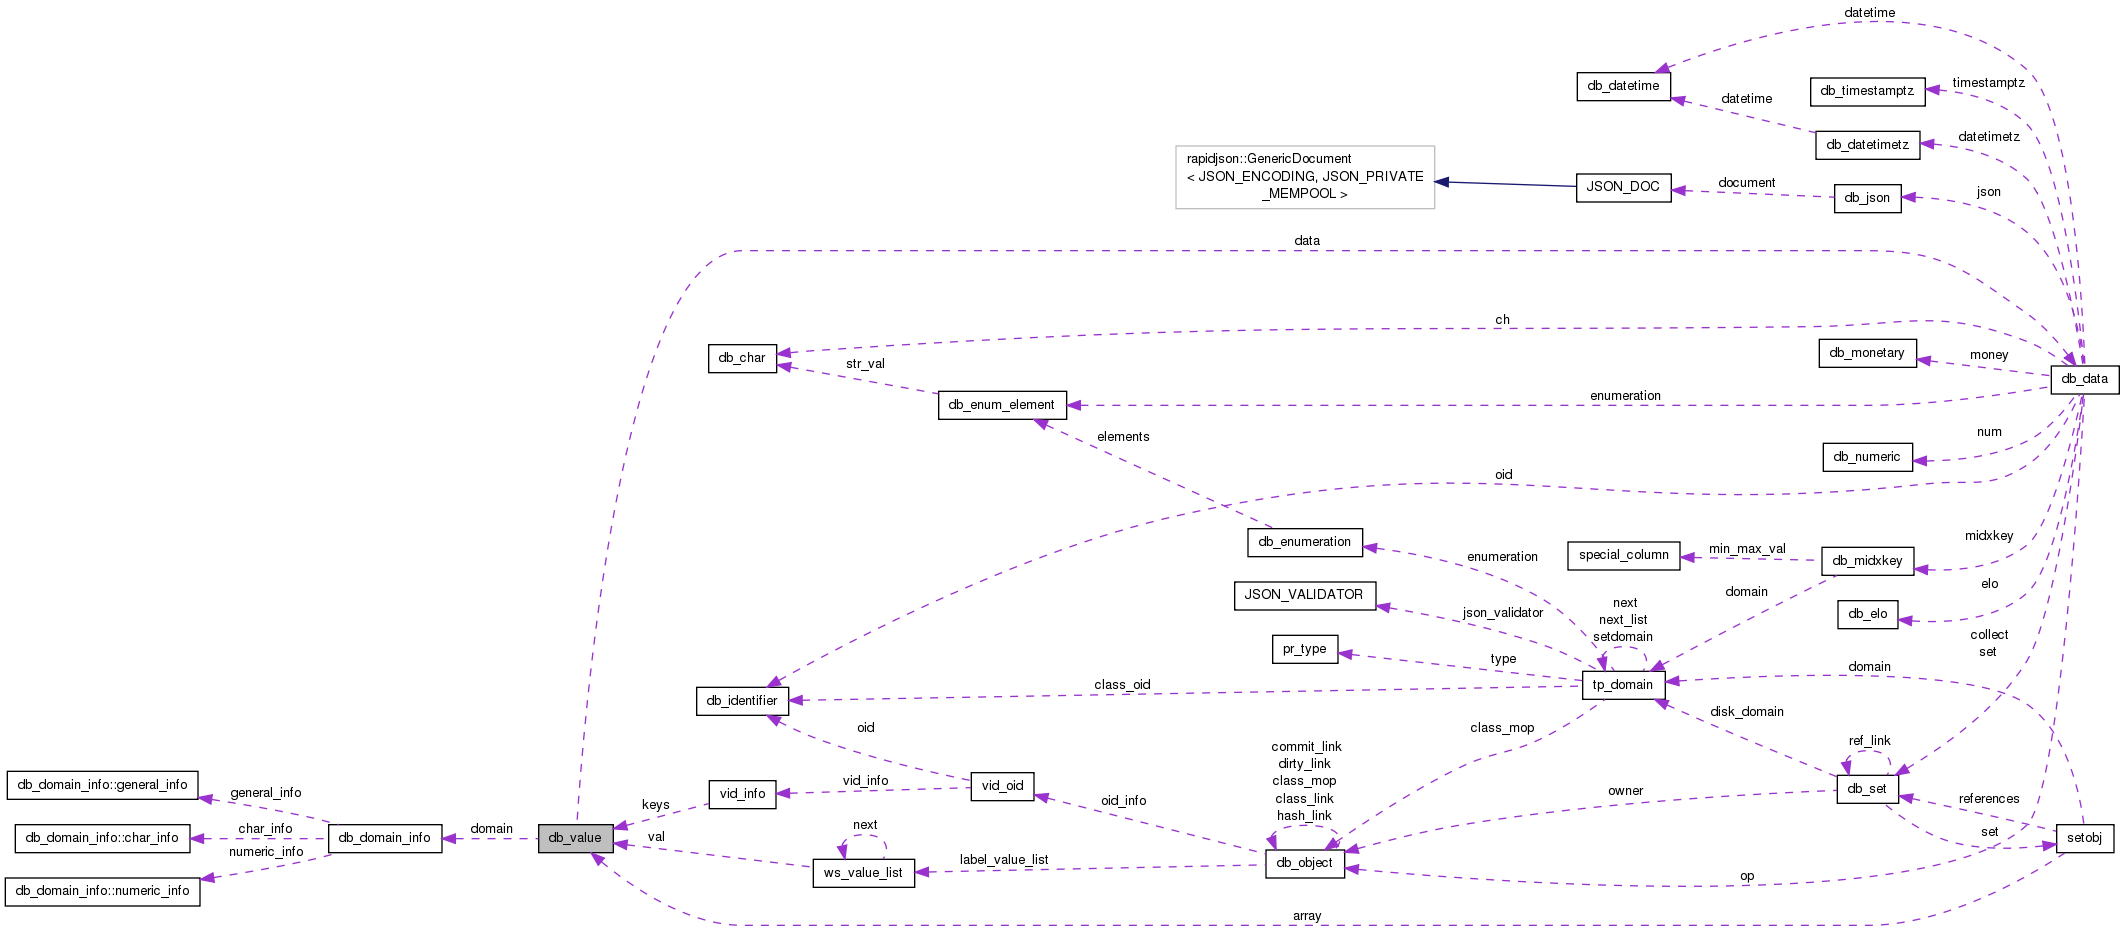 datetime
db_datetime
db_timestamptz
timestamptz
datetime
db_datetimetz
datetimetz
rapidjson::GenericDocument
< JSON_ENCODING, JSON_PRIVATE
_MEMPOOL >
JSON_DOC
document
db_json
json
data
ch
db_char
str_val
db_monetary
money
db_data
db_enum_element
enumeration
elements
db_numeric
num
oid
db_enumeration
enumeration
special_column
min_max_val
db_midxkey
midxkey
JSON_VALIDATOR
json_validator
next
next_list
setdomain
domain
db_elo
elo
pr_type
type
collect
set
tp_domain
domain
db_identifier
class_oid
oid
class_mop
disk_domain
ref_link
db_set
commit_link
dirty_link
class_mop
class_link
hash_link
owner
references
db_domain_info::general_info
general_info
vid_info
vid_info
vid_oid
oid_info
keys
db_domain_info::char_info
char_info
db_domain_info
domain
db_value
val
next
set
setobj
numeric_info
db_domain_info::numeric_info
ws_value_list
label_value_list
db_object
op
array